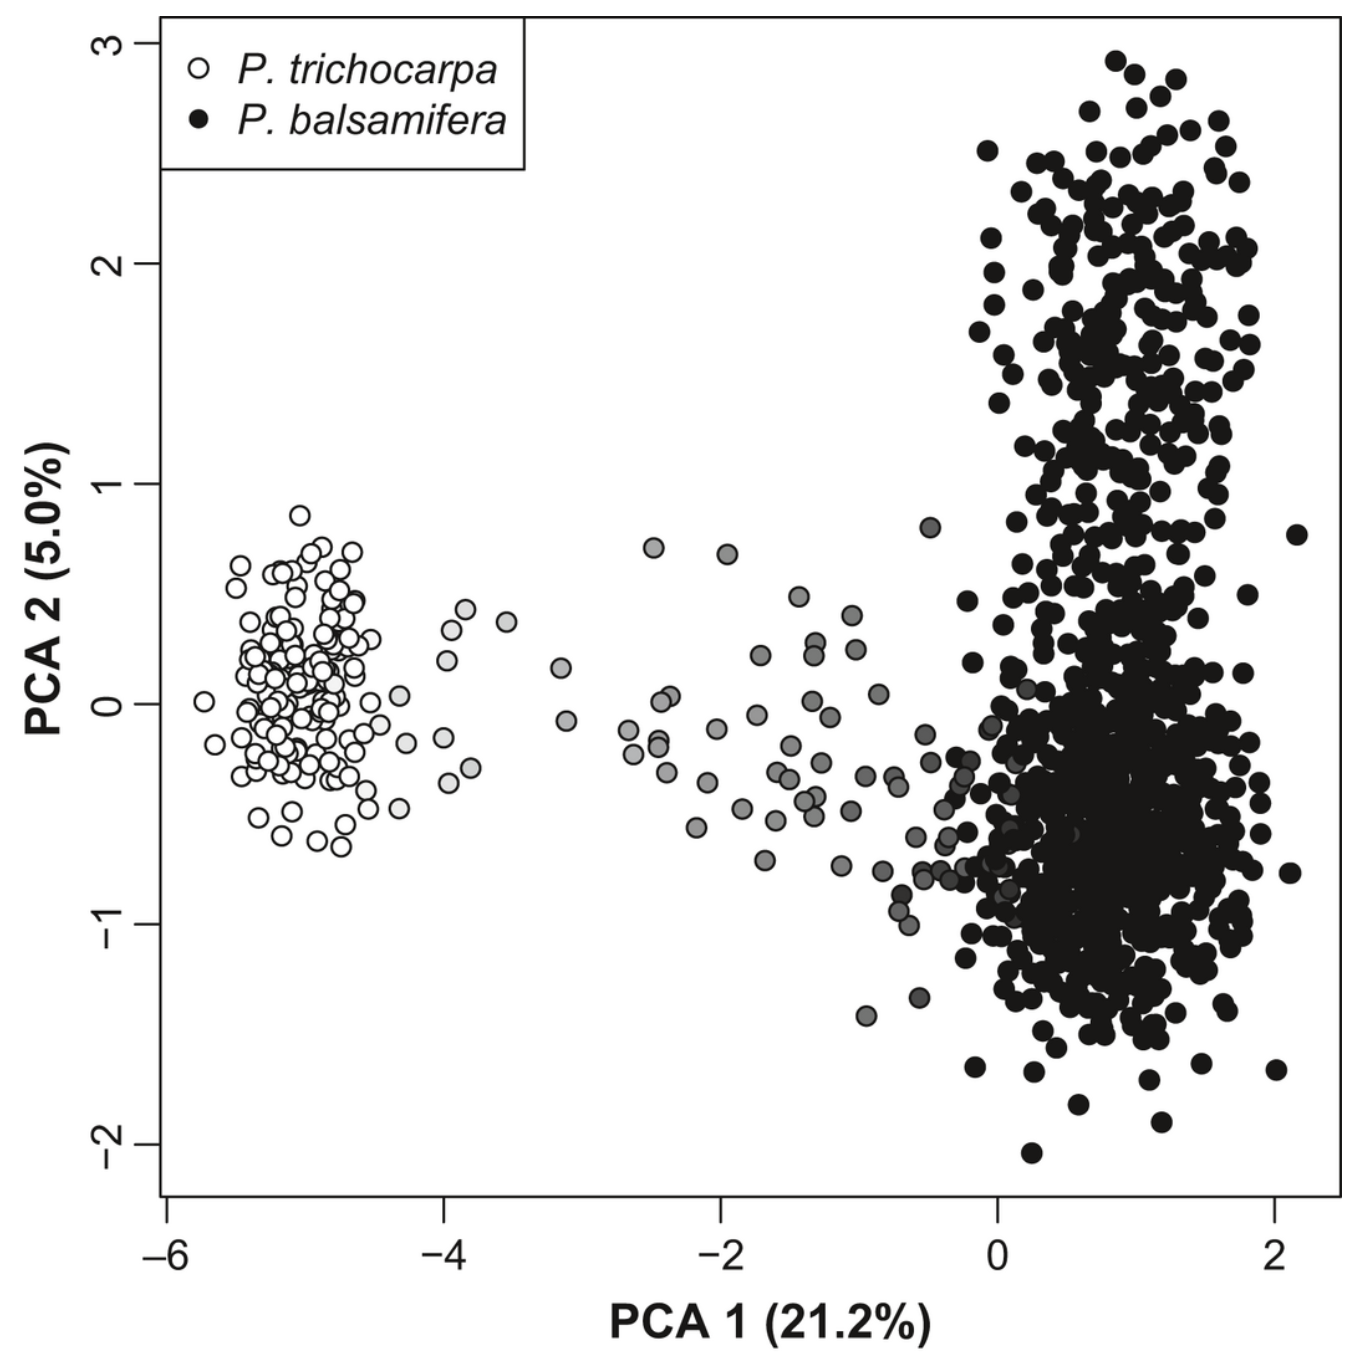 P. trichocarpa
P. balsamifera
3
2
1
0
−1
−2
PCA 2 (5.0%)
−6 −4 −2 0 2
PCA 1 (21.2%)